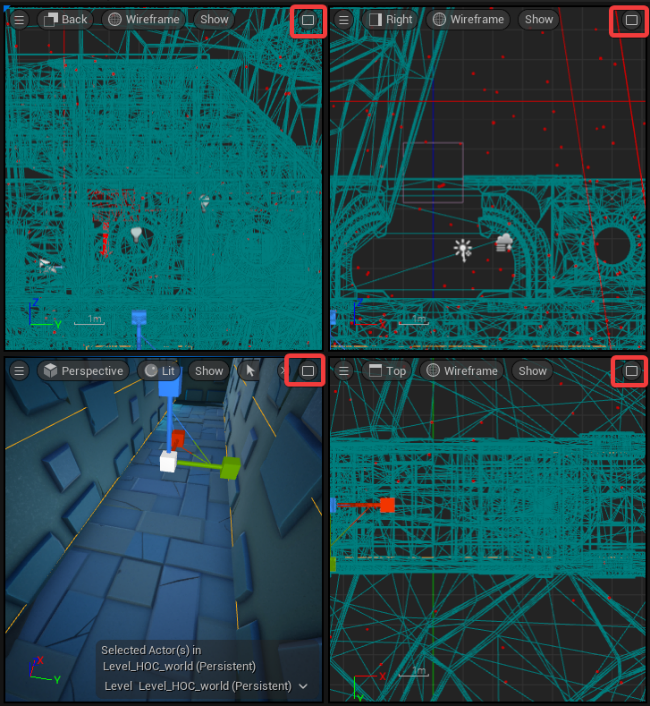 Back Wireframe Show
Right Wireframe Show
Z
Y
1m
Z
X
1m
Perspective Lit Show
Top Wireframe Show
Selected Actor(s) in
Level_HOC_world (Persistent)
Level Level_HOC_world (Persistent)
X
Y
1m
X
Y